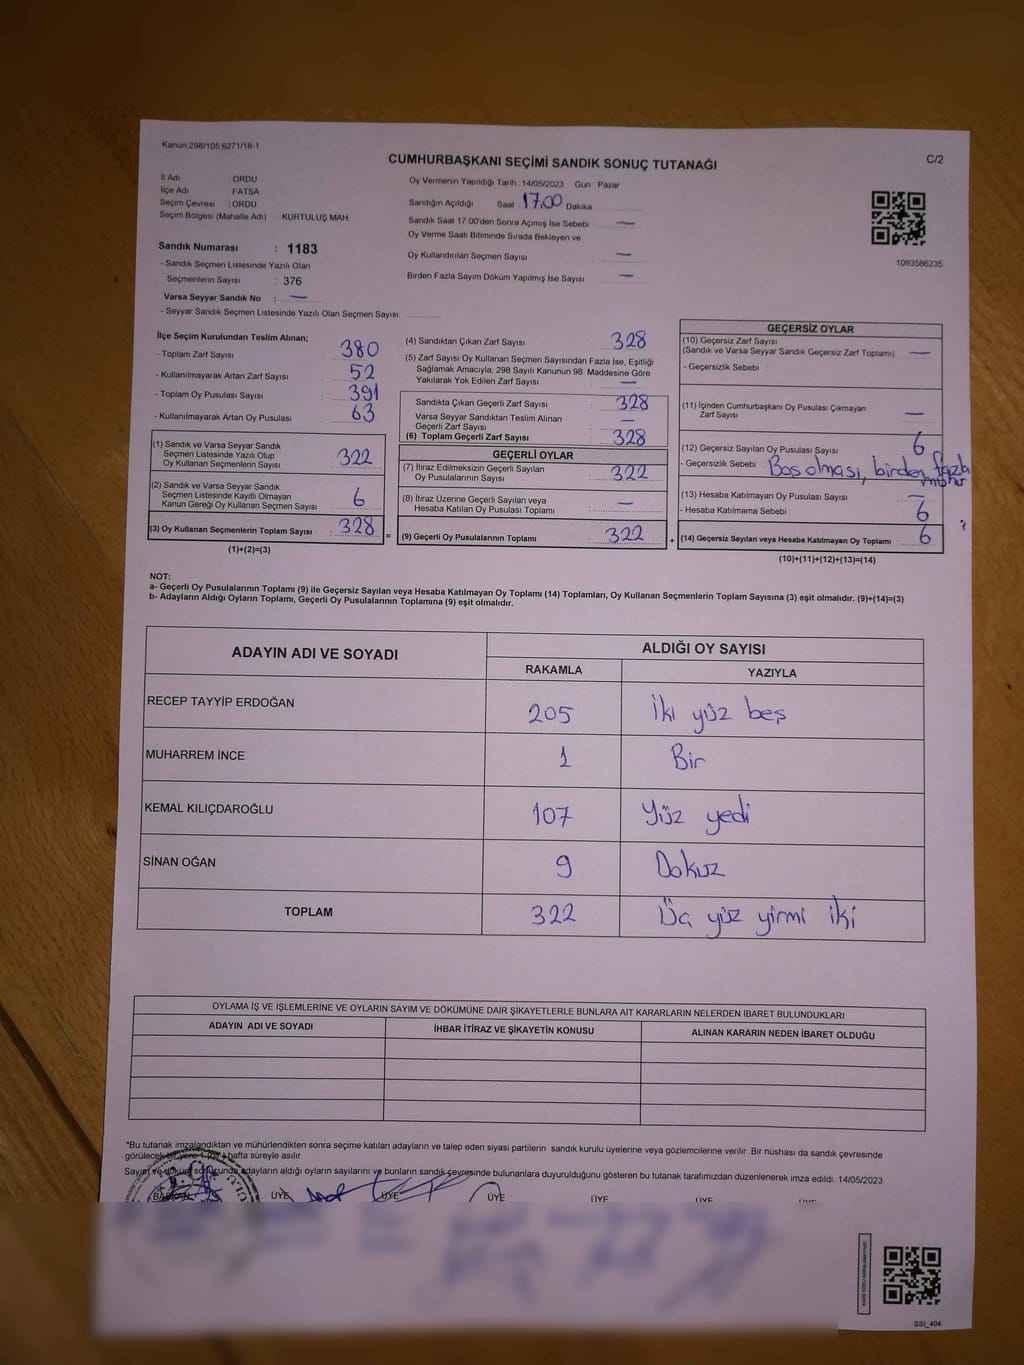 Kanun:298/105;6271/18-1
CUMHURBAŞKANI SEÇİMİ SANDIK SONUÇ TUTANAĞI
C/2
İl Adı ORDU
İlçe Adı FATSA
Seçim Çevresi : ORDU
Seçim Bölgesi (Mahalle Adı) : KURTULUŞ MAH
Sandık Numarası : 1183
- Sandık Seçmen Listesinde Yazılı Olan
Seçmenlerin Sayısı : 376
Varsa Seyyar Sandık No : —
- Seyyar Sandık Seçmen Listesinde Yazılı Olan Seçmen Sayısı:
Oy Vermenin Yapıldığı Tarih : 14/05/2023 Gün Pazar
Sandığın Açıldığı Saat 17.00 Dakika
Sandık Saat 17:00'den Sonra Açımış İse Sebebi —
Oy Verme Saati Bitiminde Sırada Bekleyen ve
Oy Kullandırılan Seçmen Sayısı —
Birden Fazla Sayım Döküm Yapılmış İse Sayısı —
1093586235
İlçe Seçim Kurulundan Teslim Alınan;
- Toplam Zarf Sayısı : 380
- Kullanılmayarak Artan Zarf Sayısı : 52
- Toplam Oy Pusulası Sayısı : 391
- Kullanılmayarak Artan Oy Pusulası : 63
(1) Sandık ve Varsa Seyyar Sandık
Seçmen Listesinde Yazılı Olup
Oy Kullanan Seçmenlerin Sayısı : 322
(2) Sandık ve Varsa Seyyar Sandık
Seçmen Listesinde Kayıtlı Olmayan
Kanun Gereği Oy Kullanan Seçmen Sayısı : 6
(3) Oy Kullanan Seçmenlerin Toplam Sayısı : 328
(1)+(2)=(3)
(4) Sandıktan Çıkan Zarf Sayısı : 328
(5) Zarf Sayısı Oy Kullanan Seçmen Sayısından Fazla İse, Eşitliği
Sağlamak Amacıyla, 298 Sayılı Kanunun 98. Maddesine Göre
Yakılarak Yok Edilen Zarf Sayısı : —
Sandıkta Çıkan Geçerli Zarf Sayısı : 328
Varsa Seyyar Sandıktan Teslim Alınan
Geçerli Zarf Sayısı : —
(6) Toplam Geçerli Zarf Sayısı : 328
GEÇERLİ OYLAR
(7) İtiraz Edilmeksizin Geçerli Sayılan
Oy Pusulalarının Sayısı : 322
(8) İtiraz Üzerine Geçerli Sayılan veya
Hesaba Katılan Oy Pusulası Toplamı : —
= (9) Geçerli Oy Pusulalarının Toplamı : 322
GEÇERSİZ OYLAR
(10) Geçersiz Zarf Sayısı
(Sandık ve Varsa Seyyar Sandık Geçersiz Zarf Toplamı) : —
- Geçersizlik Sebebi :
(11) İçinden Cumhurbaşkanı Oy Pusulası Çıkmayan
Zarf Sayısı : —
(12) Geçersiz Sayılan Oy Pusulası Sayısı : 6
- Geçersizlik Sebebi : Boş olması, birden fazla
mühür
(13) Hesaba Katılmayan Oy Pusulası Sayısı : —
- Hesaba Katılmama Sebebi : 6
+ (14) Geçersiz Sayılan veya Hesaba Katılmayan Oy Toplamı : 6
(10)+(11)+(12)+(13)=(14)
NOT:
a- Geçerli Oy Pusulalarının Toplamı (9) ile Geçersiz Sayılan veya Hesaba Katılmayan Oy Toplamı (14) Toplamları, Oy Kullanan Seçmenlerin Toplam Sayısına (3) eşit olmalıdır. (9)+(14)=(3)
b- Adayların Aldığı Oyların Toplamı, Geçerli Oy Pusulalarının Toplamına (9) eşit olmalıdır.
ADAYIN ADI VE SOYADI ALDIĞI OY SAYISI
RAKAMLA YAZIYLA
RECEP TAYYİP ERDOĞAN 205 İki yüz beş
MUHARREM İNCE 1 Bir
KEMAL KILIÇDAROĞLU 107 Yüz yedi
SİNAN OĞAN 9 Dokuz
TOPLAM 322 Üç yüz yirmi iki
OYLAMA İŞ VE İŞLEMLERİNE VE OYLARIN SAYIM VE DÖKÜMÜNE DAİR ŞİKAYETLERLE BUNLARA AİT KARARLARIN NELERDEN İBARET BULUNDUKLARI
ADAYIN ADI VE SOYADI İHBAR İTİRAZ VE ŞİKAYETİN KONUSU ALINAN KARARIN NEDEN İBARET OLDUĞU
*Bu tutanak imzalandıktan ve mühürlendikten sonra seçime katılan adayların ve talep eden siyasi partilerin sandık kurulu üyelerine veya gözlemcilerine verilir. Bir nüshası da sandık çevresinde
görülecek bir yere 1 (bir) hafta süreyle asılır.
Sayım ve döküm sonucunda adayların aldığı oyların sayılarını ve bunların sandık çevresinde bulunanlara duyurulduğunu gösteren bu tutanak tarafımızdan düzenlenerek imza edildi. 14/05/2023
BAŞKAN ÜYE ÜYE ÜYE ÜYE ÜYE ÜYE
SSI_404